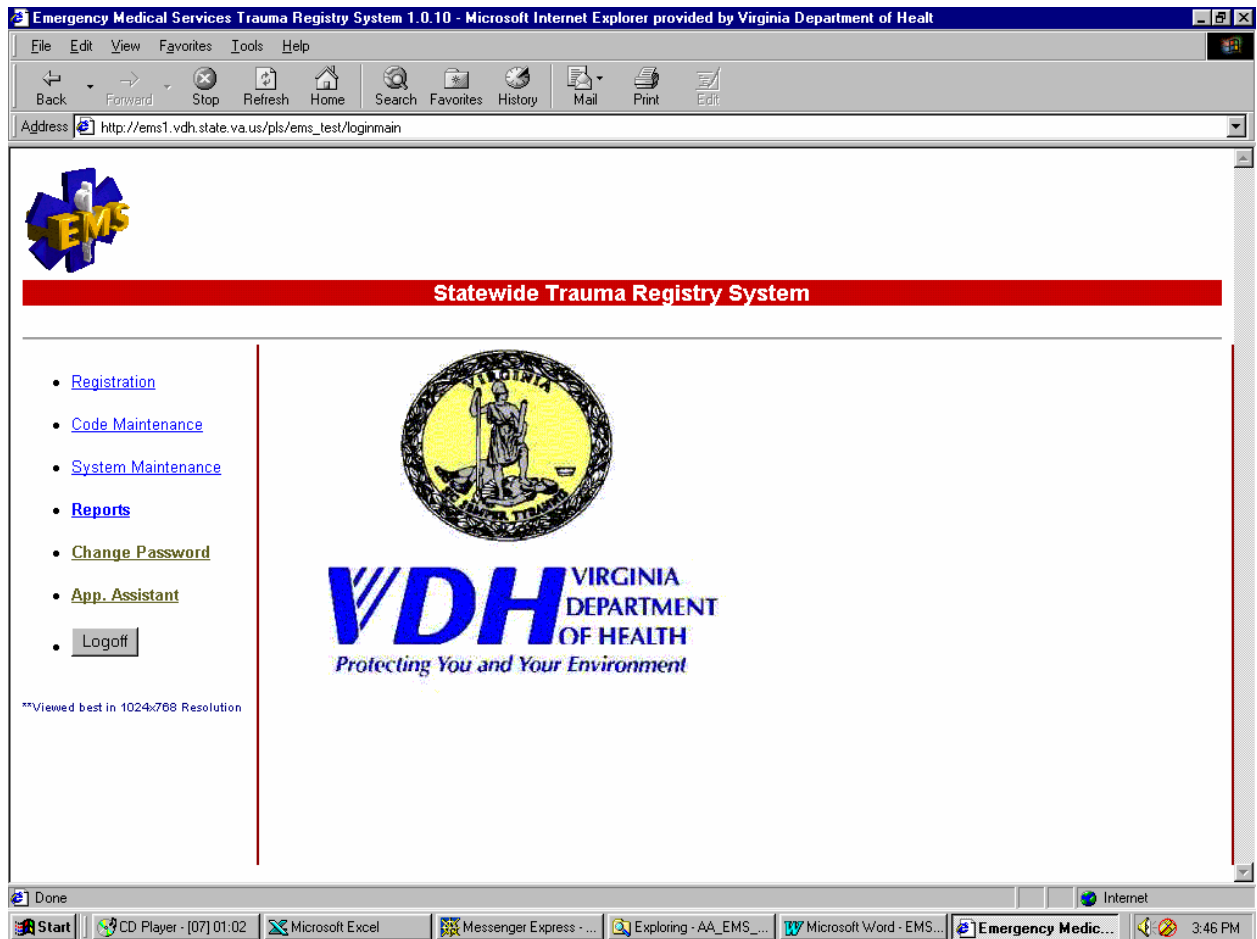 Emergency Medical Services Trauma Registry System 1.0.10 - Microsoft Internet Explorer provided by Virginia Department of Healt
File Edit View Favorites Tools Help
Back Forward Stop Refresh Home Search Favorites History Mail Print Edit
Address http://ems1.vdh.state.va.us/pls/ems_test/loginmain
EMS
Statewide Trauma Registry System
Registration
Code Maintenance
System Maintenance
Reports
Change Password
App. Assistant
Logoff
**Viewed best in 1024x768 Resolution
VIRGINIA
SIC SEMPER TYRANNIS
VDH VIRGINIA
DEPARTMENT
OF HEALTH
Protecting You and Your Environment
Done Internet
Start CD Player - [07] 01:02 Microsoft Excel Messenger Express - ... Exploring - AA_EMS_... Microsoft Word - EMS... Emergency Medic... 3:46 PM